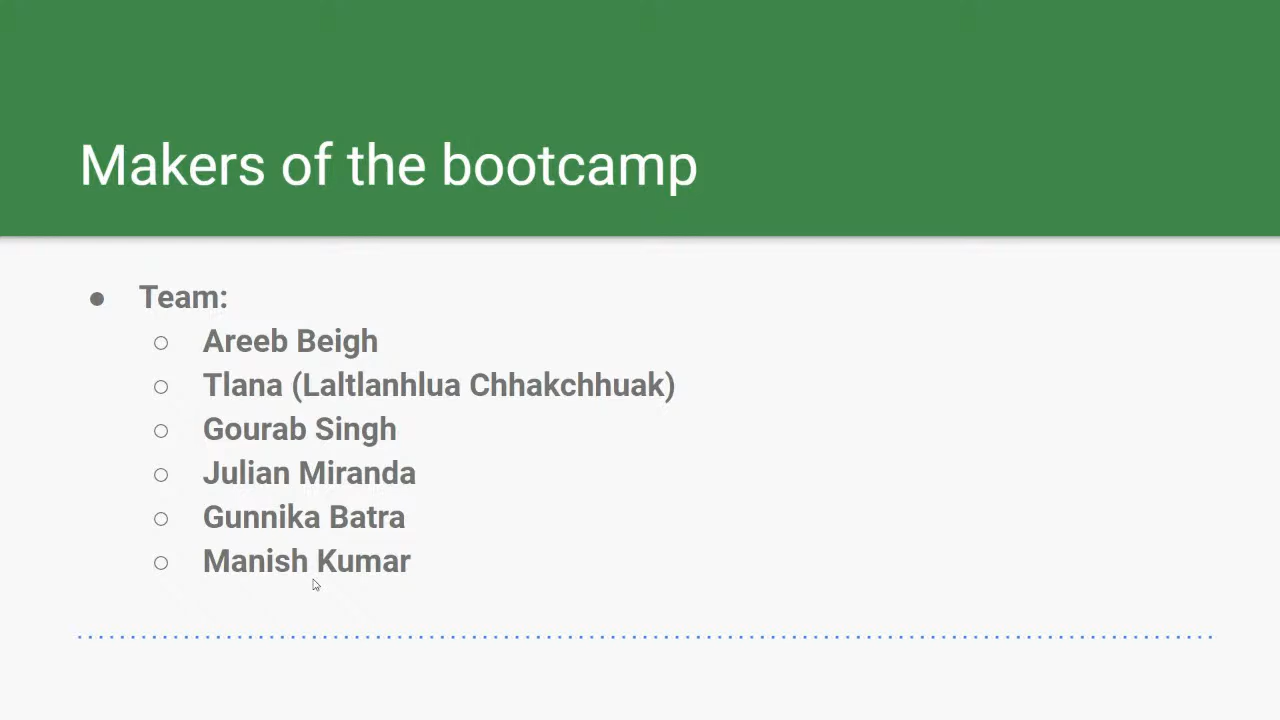 Makers of the bootcamp
● Team:
○ Areeb Beigh
○ Tlana (Laltlanhlua Chhakchhuak)
○ Gourab Singh
○ Julian Miranda
○ Gunnika Batra
○ Manish Kumar